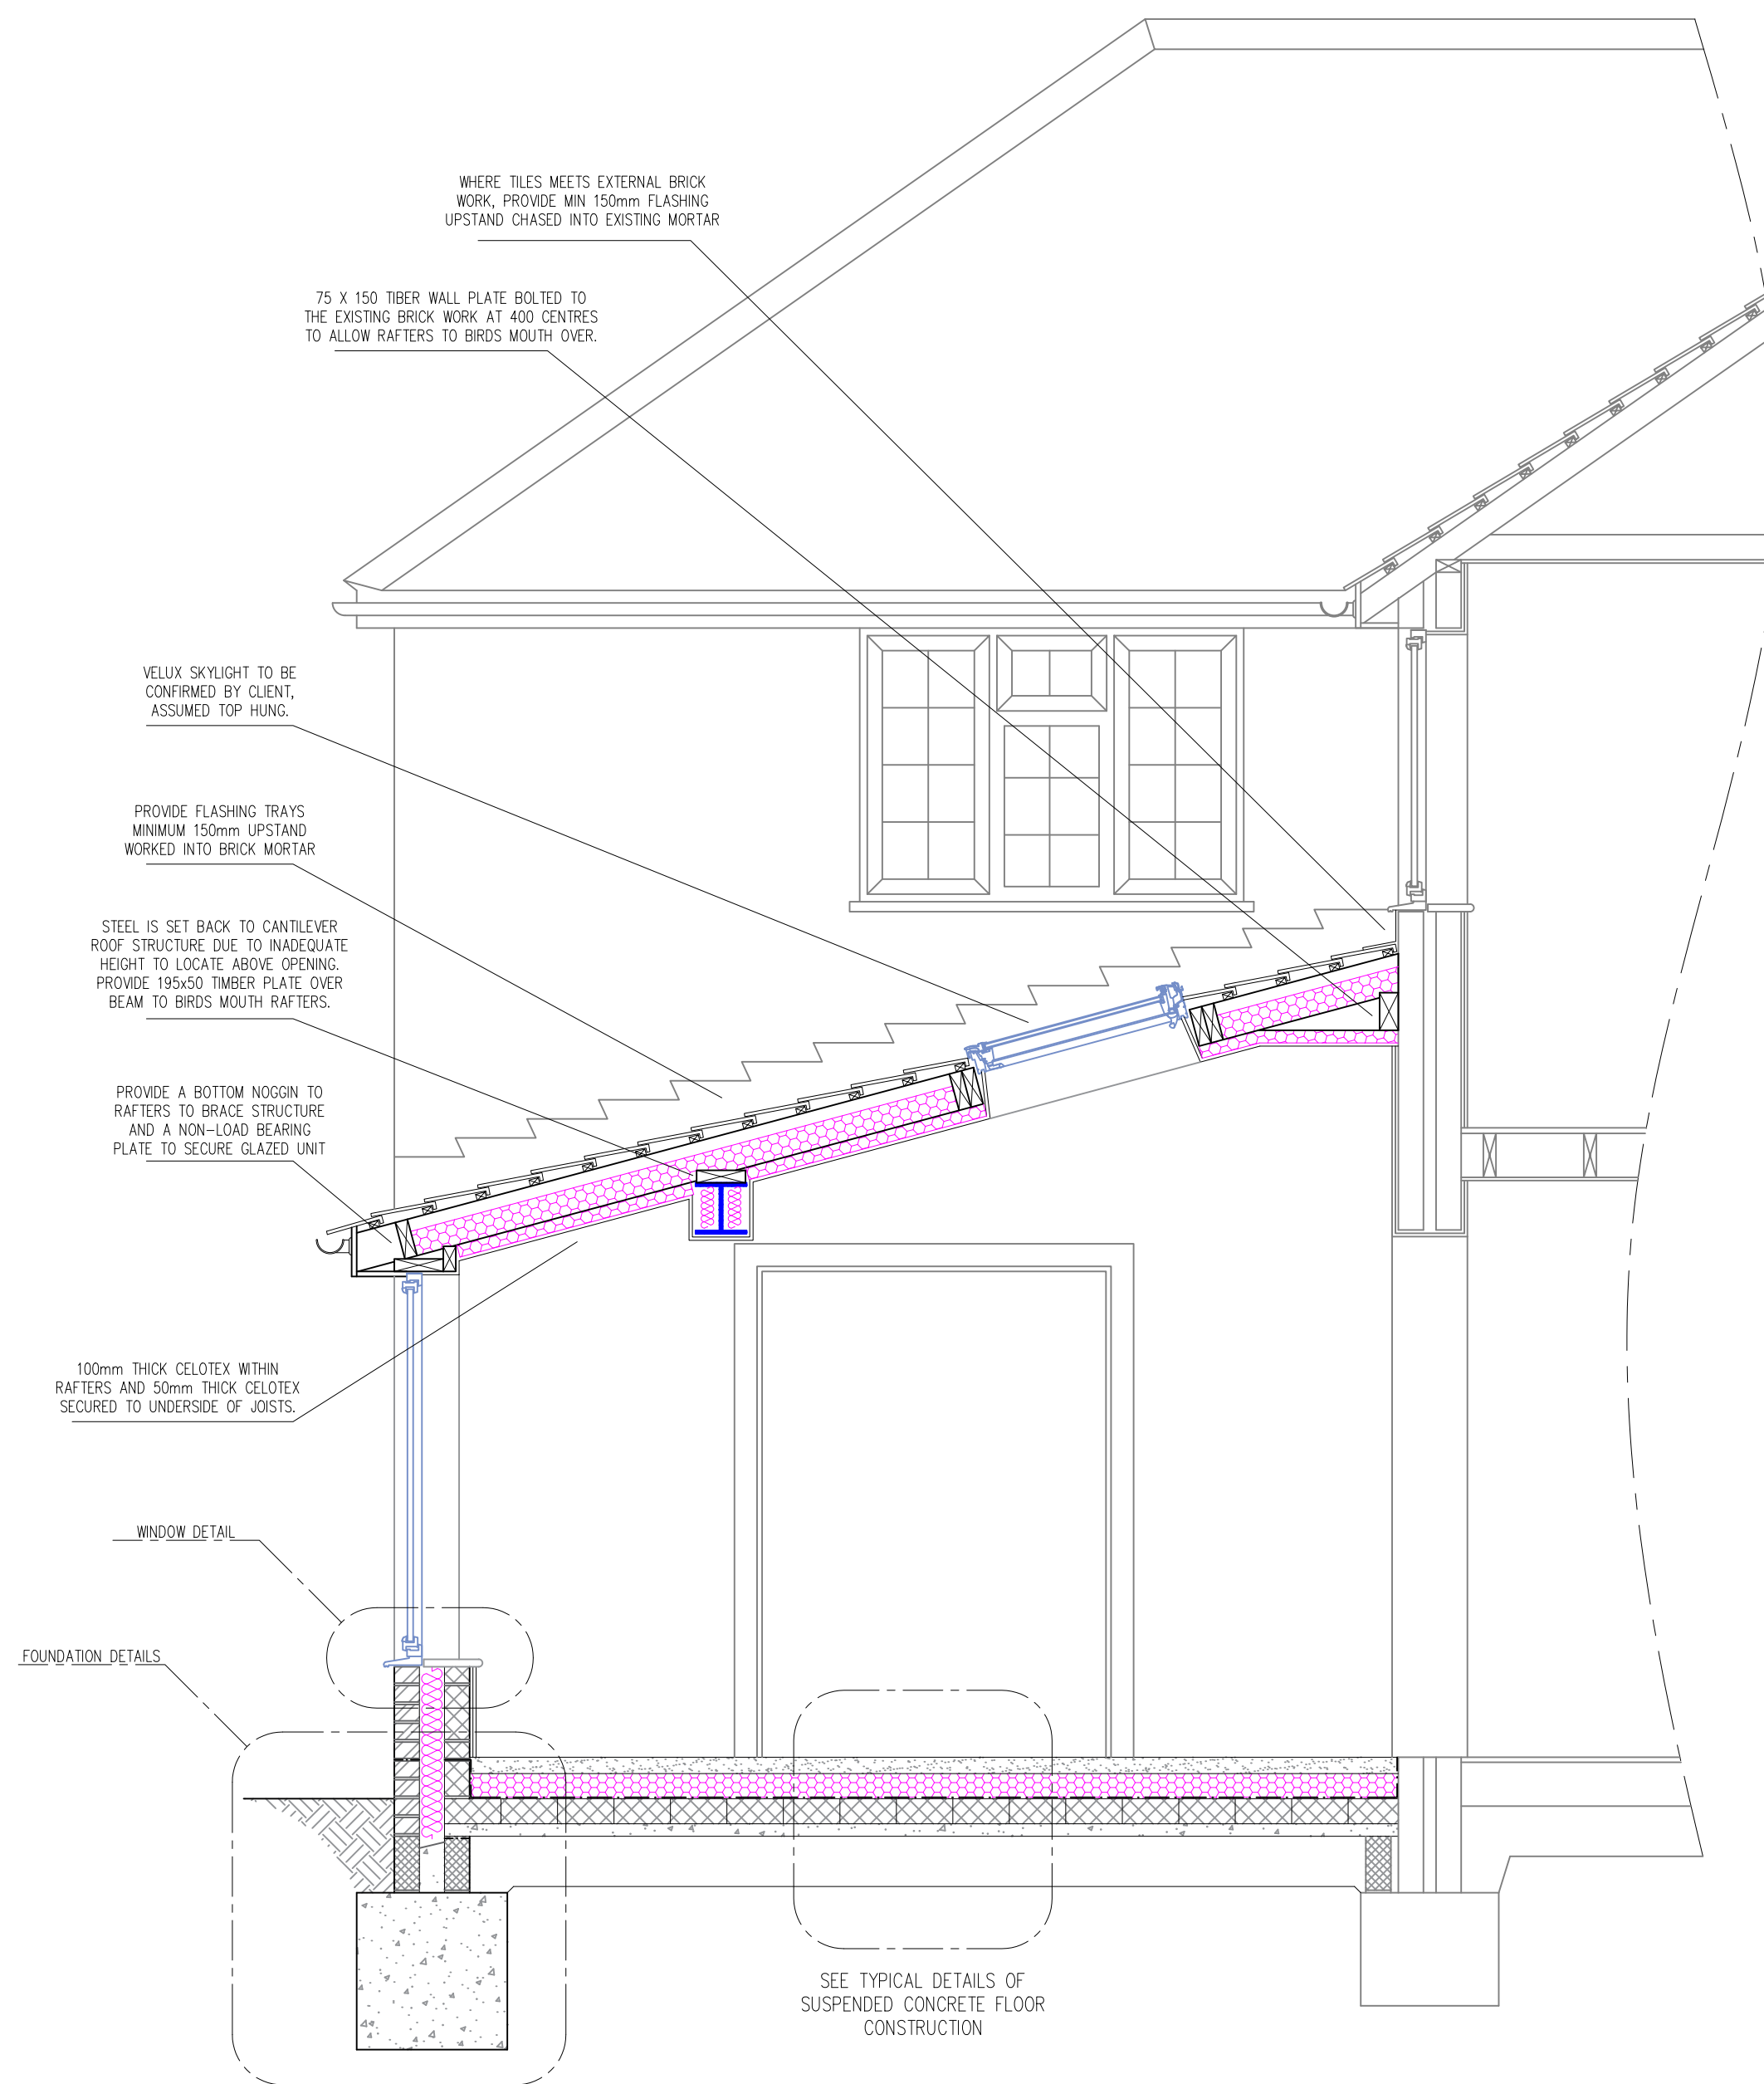 WHERE TILES MEETS EXTERNAL BRICK
WORK, PROVIDE MIN 150mm FLASHING
UPSTAND CHASED INTO EXISTING MORTAR
75 X 150 TIBER WALL PLATE BOLTED TO
THE EXISTING BRICK WORK AT 400 CENTRES
TO ALLOW RAFTERS TO BIRDS MOUTH OVER.
VELUX SKYLIGHT TO BE
CONFIRMED BY CLIENT,
ASSUMED TOP HUNG.
PROVIDE FLASHING TRAYS
MINIMUM 150mm UPSTAND
WORKED INTO BRICK MORTAR
STEEL IS SET BACK TO CANTILEVER
ROOF STRUCTURE DUE TO INADEQUATE
HEIGHT TO LOCATE ABOVE OPENING.
PROVIDE 195x50 TIMBER PLATE OVER
BEAM TO BIRDS MOUTH RAFTERS.
PROVIDE A BOTTOM NOGGIN TO
RAFTERS TO BRACE STRUCTURE
AND A NON-LOAD BEARING
PLATE TO SECURE GLAZED UNIT
100mm THICK CELOTEX WITHIN
RAFTERS AND 50mm THICK CELOTEX
SECURED TO UNDERSIDE OF JOISTS.
WINDOW DETAIL
FOUNDATION DETAILS
SEE TYPICAL DETAILS OF
SUSPENDED CONCRETE FLOOR
CONSTRUCTION